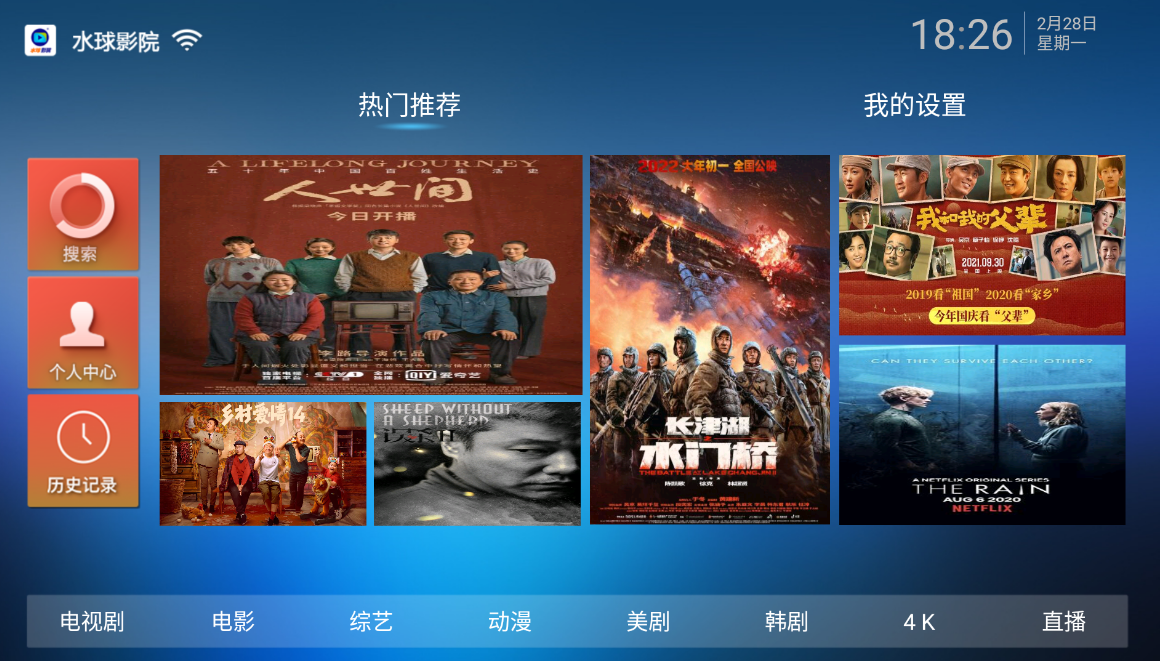 水球影院
18:26
2月28日
星期一
热门推荐
我的设置
搜索
个人中心
历史记录
A LIFELONG JOURNEY
五十年中国百姓生活史
人世间
今日开播
李路导演作品
乡村爱情14
SHEEP WITHOUT
A SHEPHERD
2022 大年初一 全国公映
长津湖
之
水门桥
THE BATTLE AT LAKE CHANGJIN II
我和我的父辈
2021.09.30
2019看“祖国” 2020看“家乡”
今年国庆看“父辈”
CAN THEY SURVIVE EACH OTHER?
A NETFLIX ORIGINAL SERIES
THE RAIN
AUG 6 2020
NETFLIX
电视剧
电影
综艺
动漫
美剧
韩剧
4 K
直播